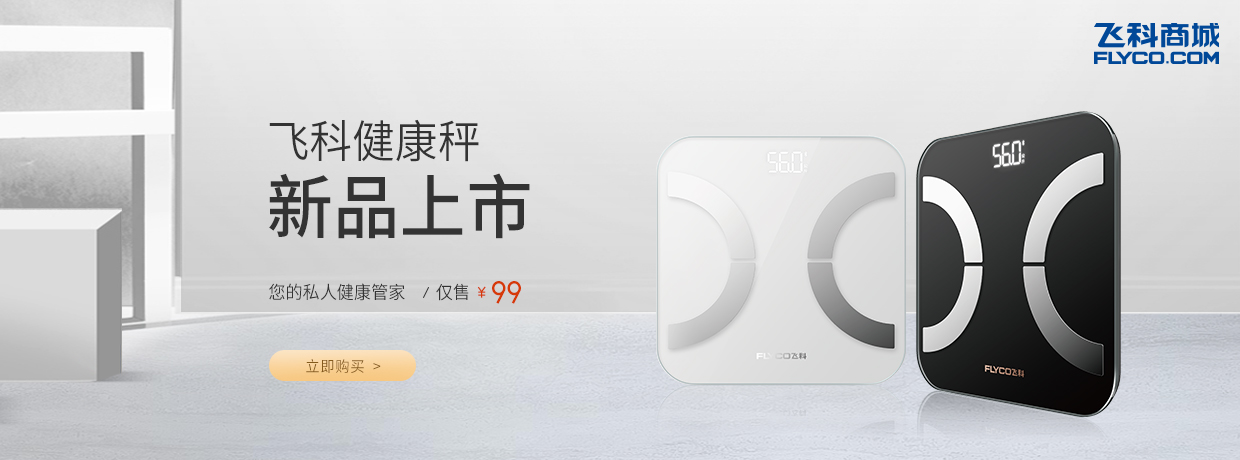 飞科商城
FLYCO.COM
飞科健康秤
新品上市
您的私人健康管家 / 仅售 ¥99
立即购买 >
56.0
FLYCO飞科
56.0
FLYCO飞科